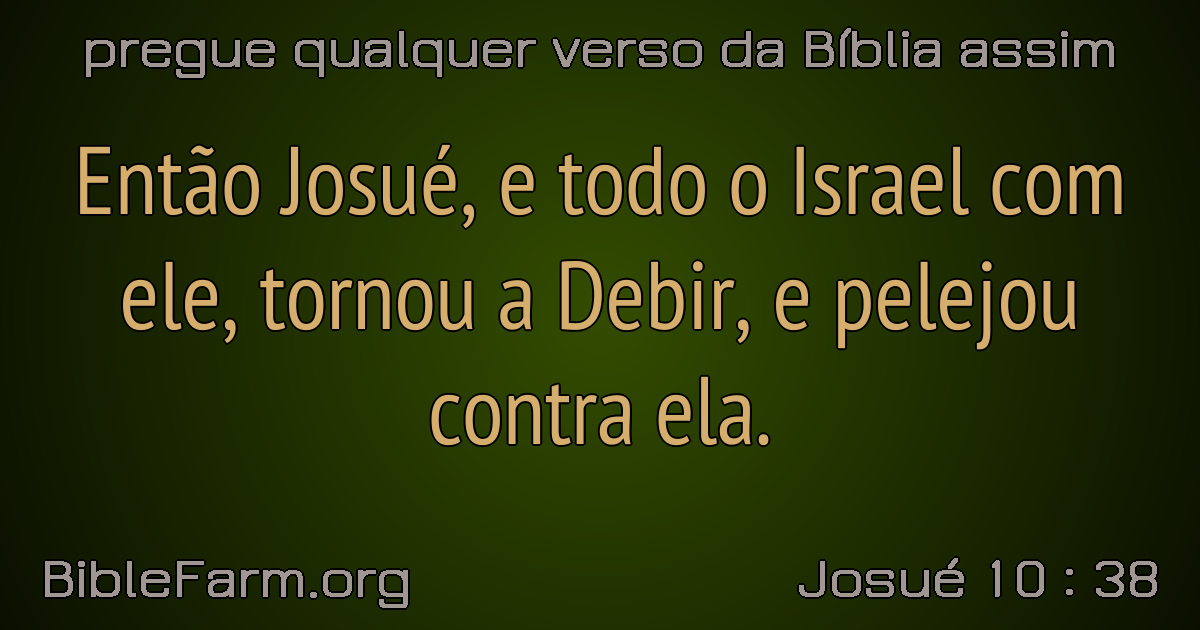 pregue qualquer verso da Bíblia assim
Então Josué, e todo o Israel com
ele, tornou a Debir, e pelejou
contra ela.
BibleFarm.org
Josué 10 : 38